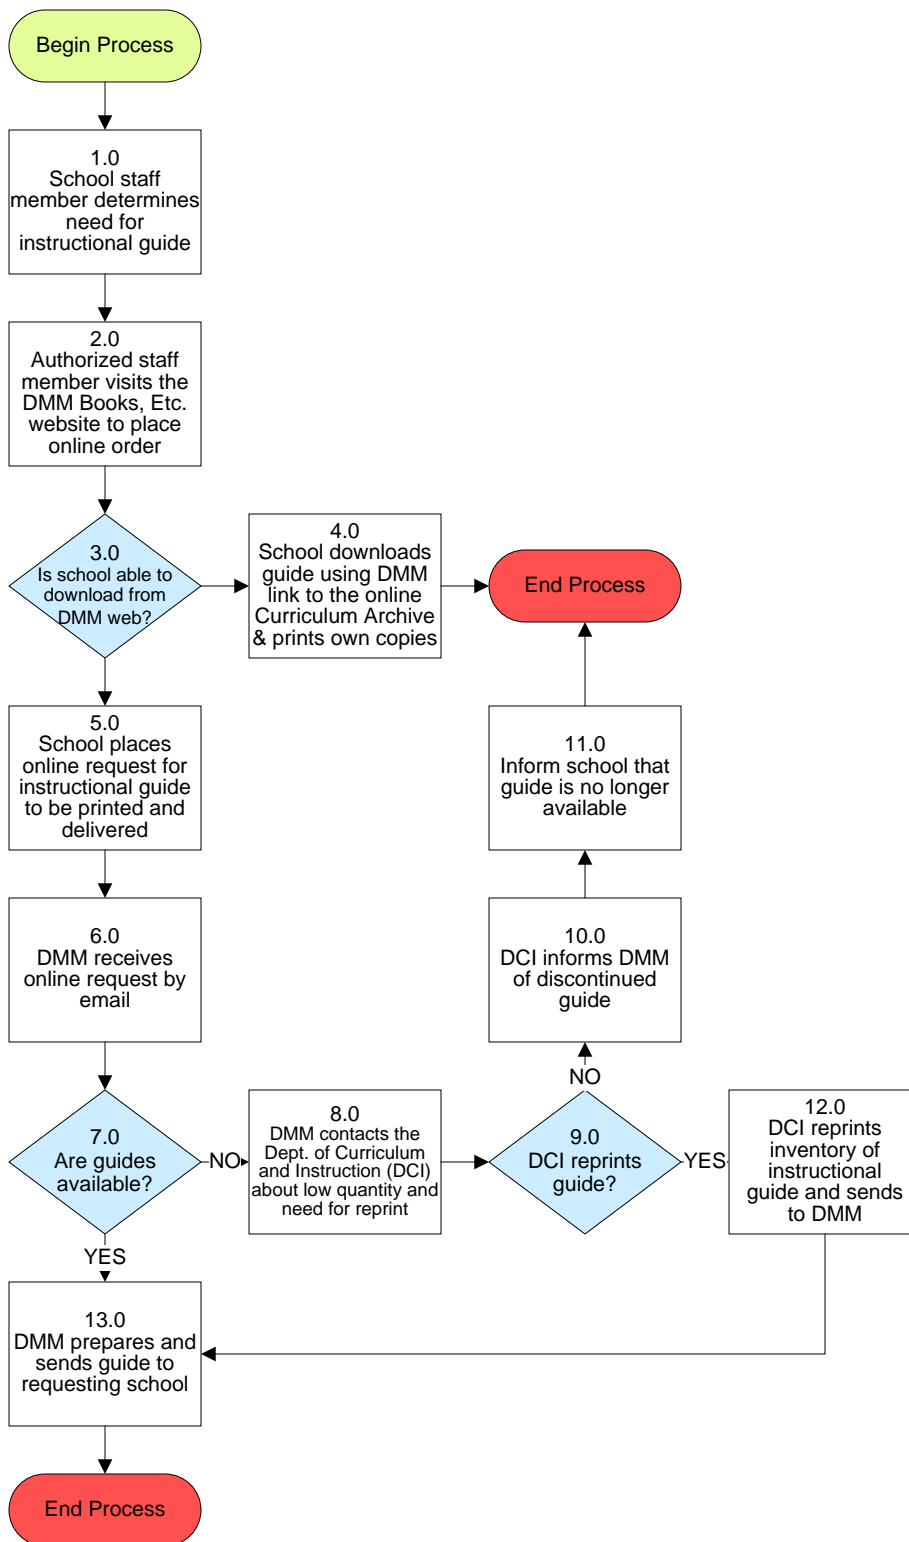 Begin Process
1.0
School staff
member determines
need for
instructional guide
2.0
Authorized staff
member visits the
DMM Books, Etc.
website to place
online order
3.0
Is school able to
download from
DMM web?
4.0
School downloads
guide using DMM
link to the online
Curriculum Archive
& prints own copies
End Process
5.0
School places
online request for
instructional guide
to be printed and
delivered
11.0
Inform school that
guide is no longer
available
6.0
DMM receives
online request by
email
10.0
DCI informs DMM
of discontinued
guide
NO
7.0
Are guides
available?
NO
8.0
DMM contacts the
Dept. of Curriculum
and Instruction (DCI)
about low quantity and
need for reprint
9.0
DCI reprints
guide?
YES
12.0
DCI reprints
inventory of
instructional
guide and sends
to DMM
YES
13.0
DMM prepares and
sends guide to
requesting school
End Process